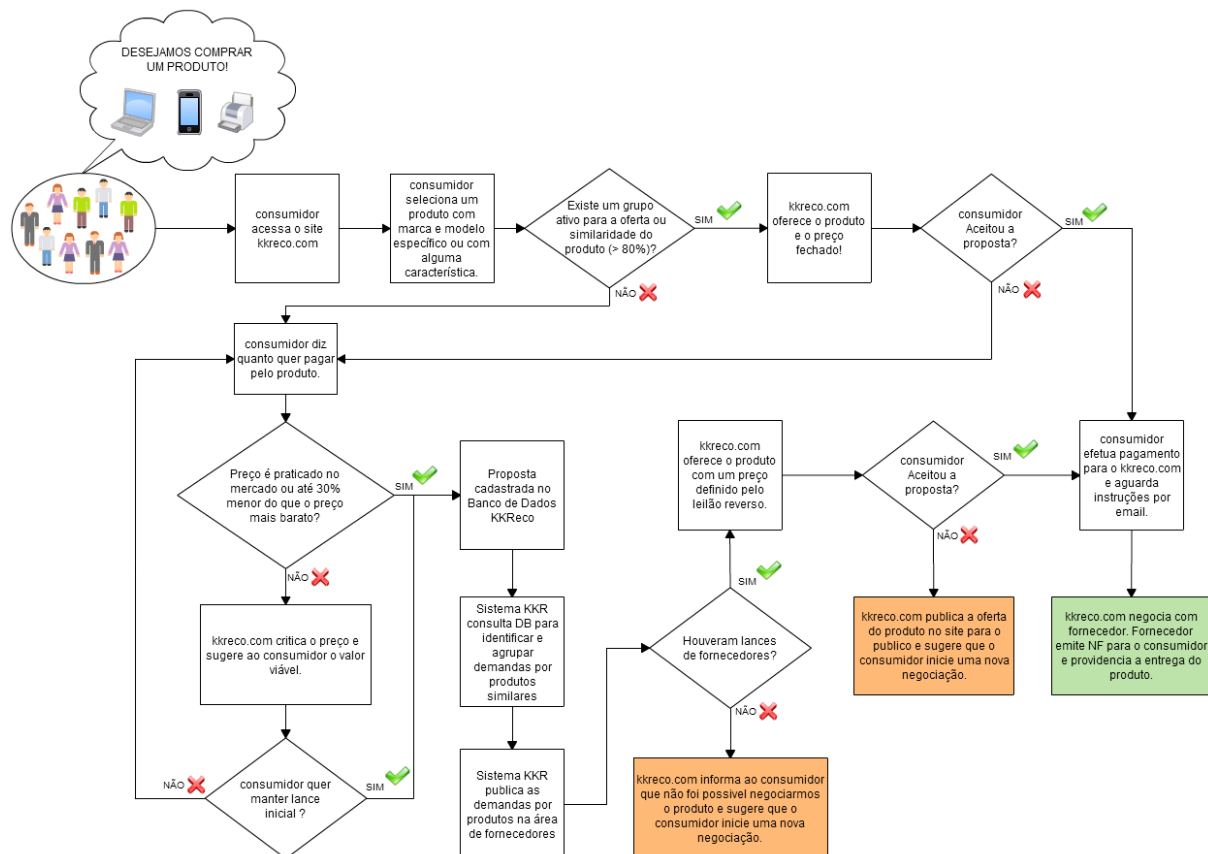 DESEJAMOS COMPRAR
UM PRODUTO!
consumidor
acessa o site
kkreco.com
consumidor
seleciona um
produto com
marca e modelo
específico ou com
alguma
característica.
Existe um grupo
ativo para a oferta ou
similaridade do
produto (> 80%)?
SIM
NÃO
kkreco.com
oferece o produto
e o preço
fechado!
consumidor
Aceitou a
proposta?
SIM
NÃO
consumidor diz
quanto quer pagar
pelo produto.
Preço é praticado no
mercado ou até 30%
menor do que o preço
mais barato?
SIM
NÃO
Proposta
cadastrada no
Banco de Dados
KKReco
kkreco.com
oferece o produto
com um preço
definido pelo
leilão reverso.
consumidor
Aceitou a
proposta?
SIM
NÃO
consumidor
efetua pagamento
para o kkreco.com
e aguarda
instruções por
email.
kkreco.com critica o preço e
sugere ao consumidor o valor
viável.
Sistema KKR
consulta DB para
identificar e
agrupar demandas por
produtos
similares
Houveram lances
de fornecedores?
SIM
NÃO
kkreco.com publica a oferta
do produto no site para o
publico e sugere que o
consumidor inicie uma nova
negociação.
kkreco.com negocia com
fornecedor. Fornecedor
emite NF para o consumidor
e providencia a entrega do
produto.
consumidor quer
manter lance
inicial ?
NÃO
SIM
Sistema KKR
publica as
demandas por
produtos na área
de fornecedores
kkreco.com informa ao consumidor
que não foi possivel negociarmos
o produto e sugere que o
consumidor inicie uma nova
negociação.